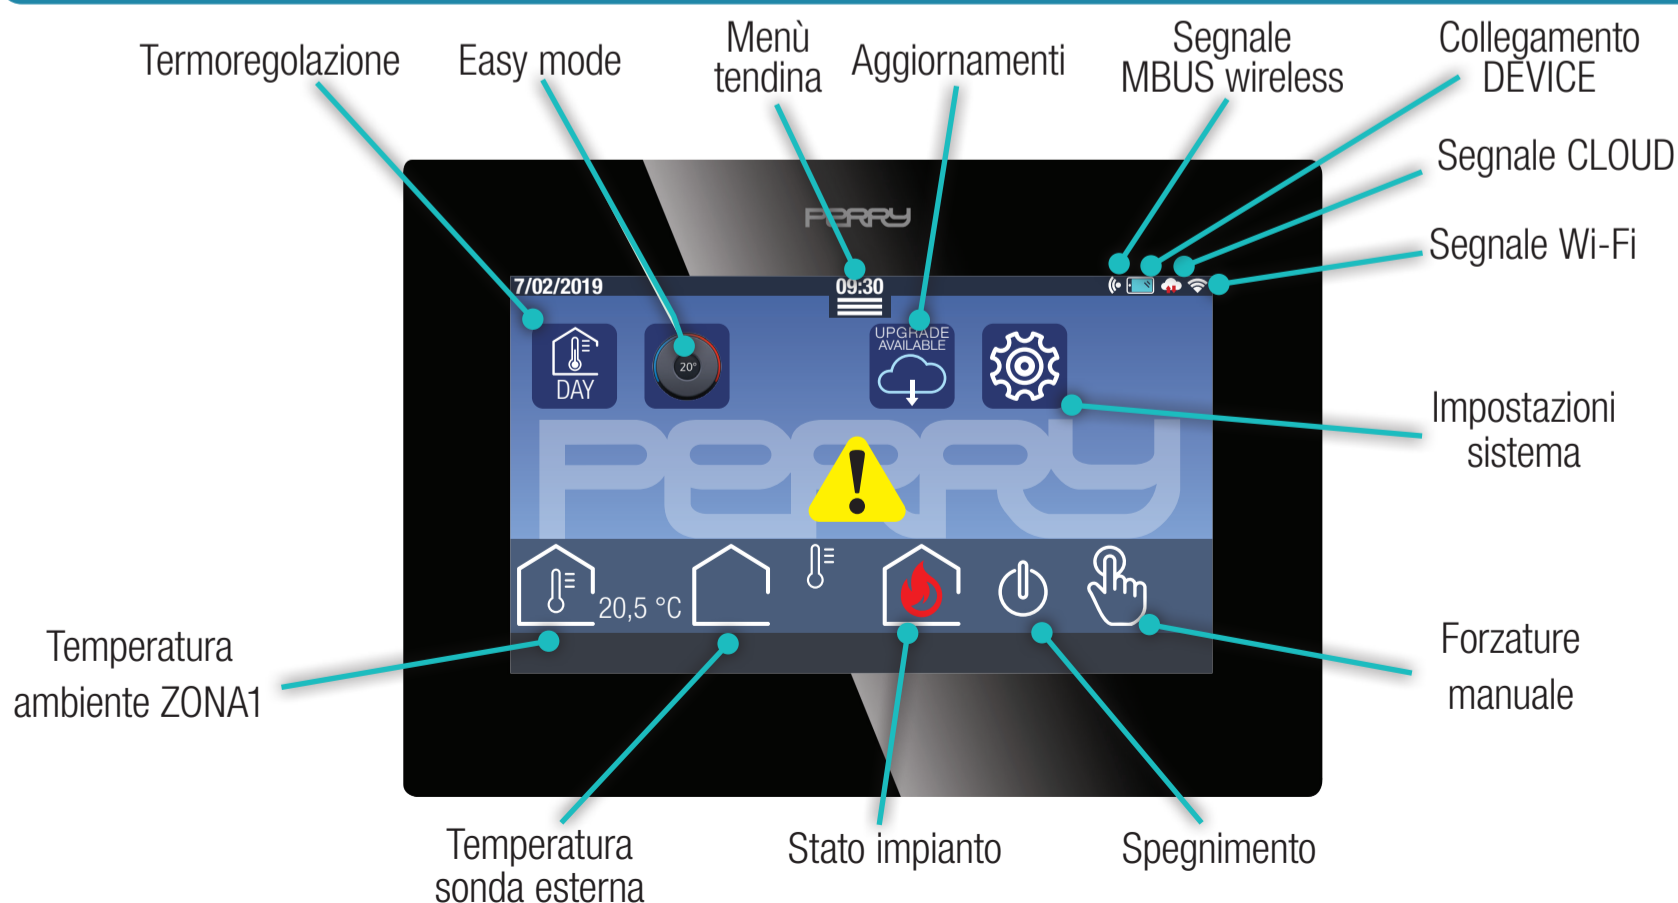 Termoregolazione
Easy mode
Menù
tendina
Aggiornamenti
Segnale
MBUS wireless
Collegamento
DEVICE
Segnale CLOUD
Segnale Wi-Fi
PERRY
7/02/2019
09:30
DAY
20°
UPGRADE
AVAILABLE
Impostazioni
sistema
PERRY
20,5 °C
Temperatura
ambiente ZONA1
Forzature
manuale
Temperatura
sonda esterna
Stato impianto
Spegnimento